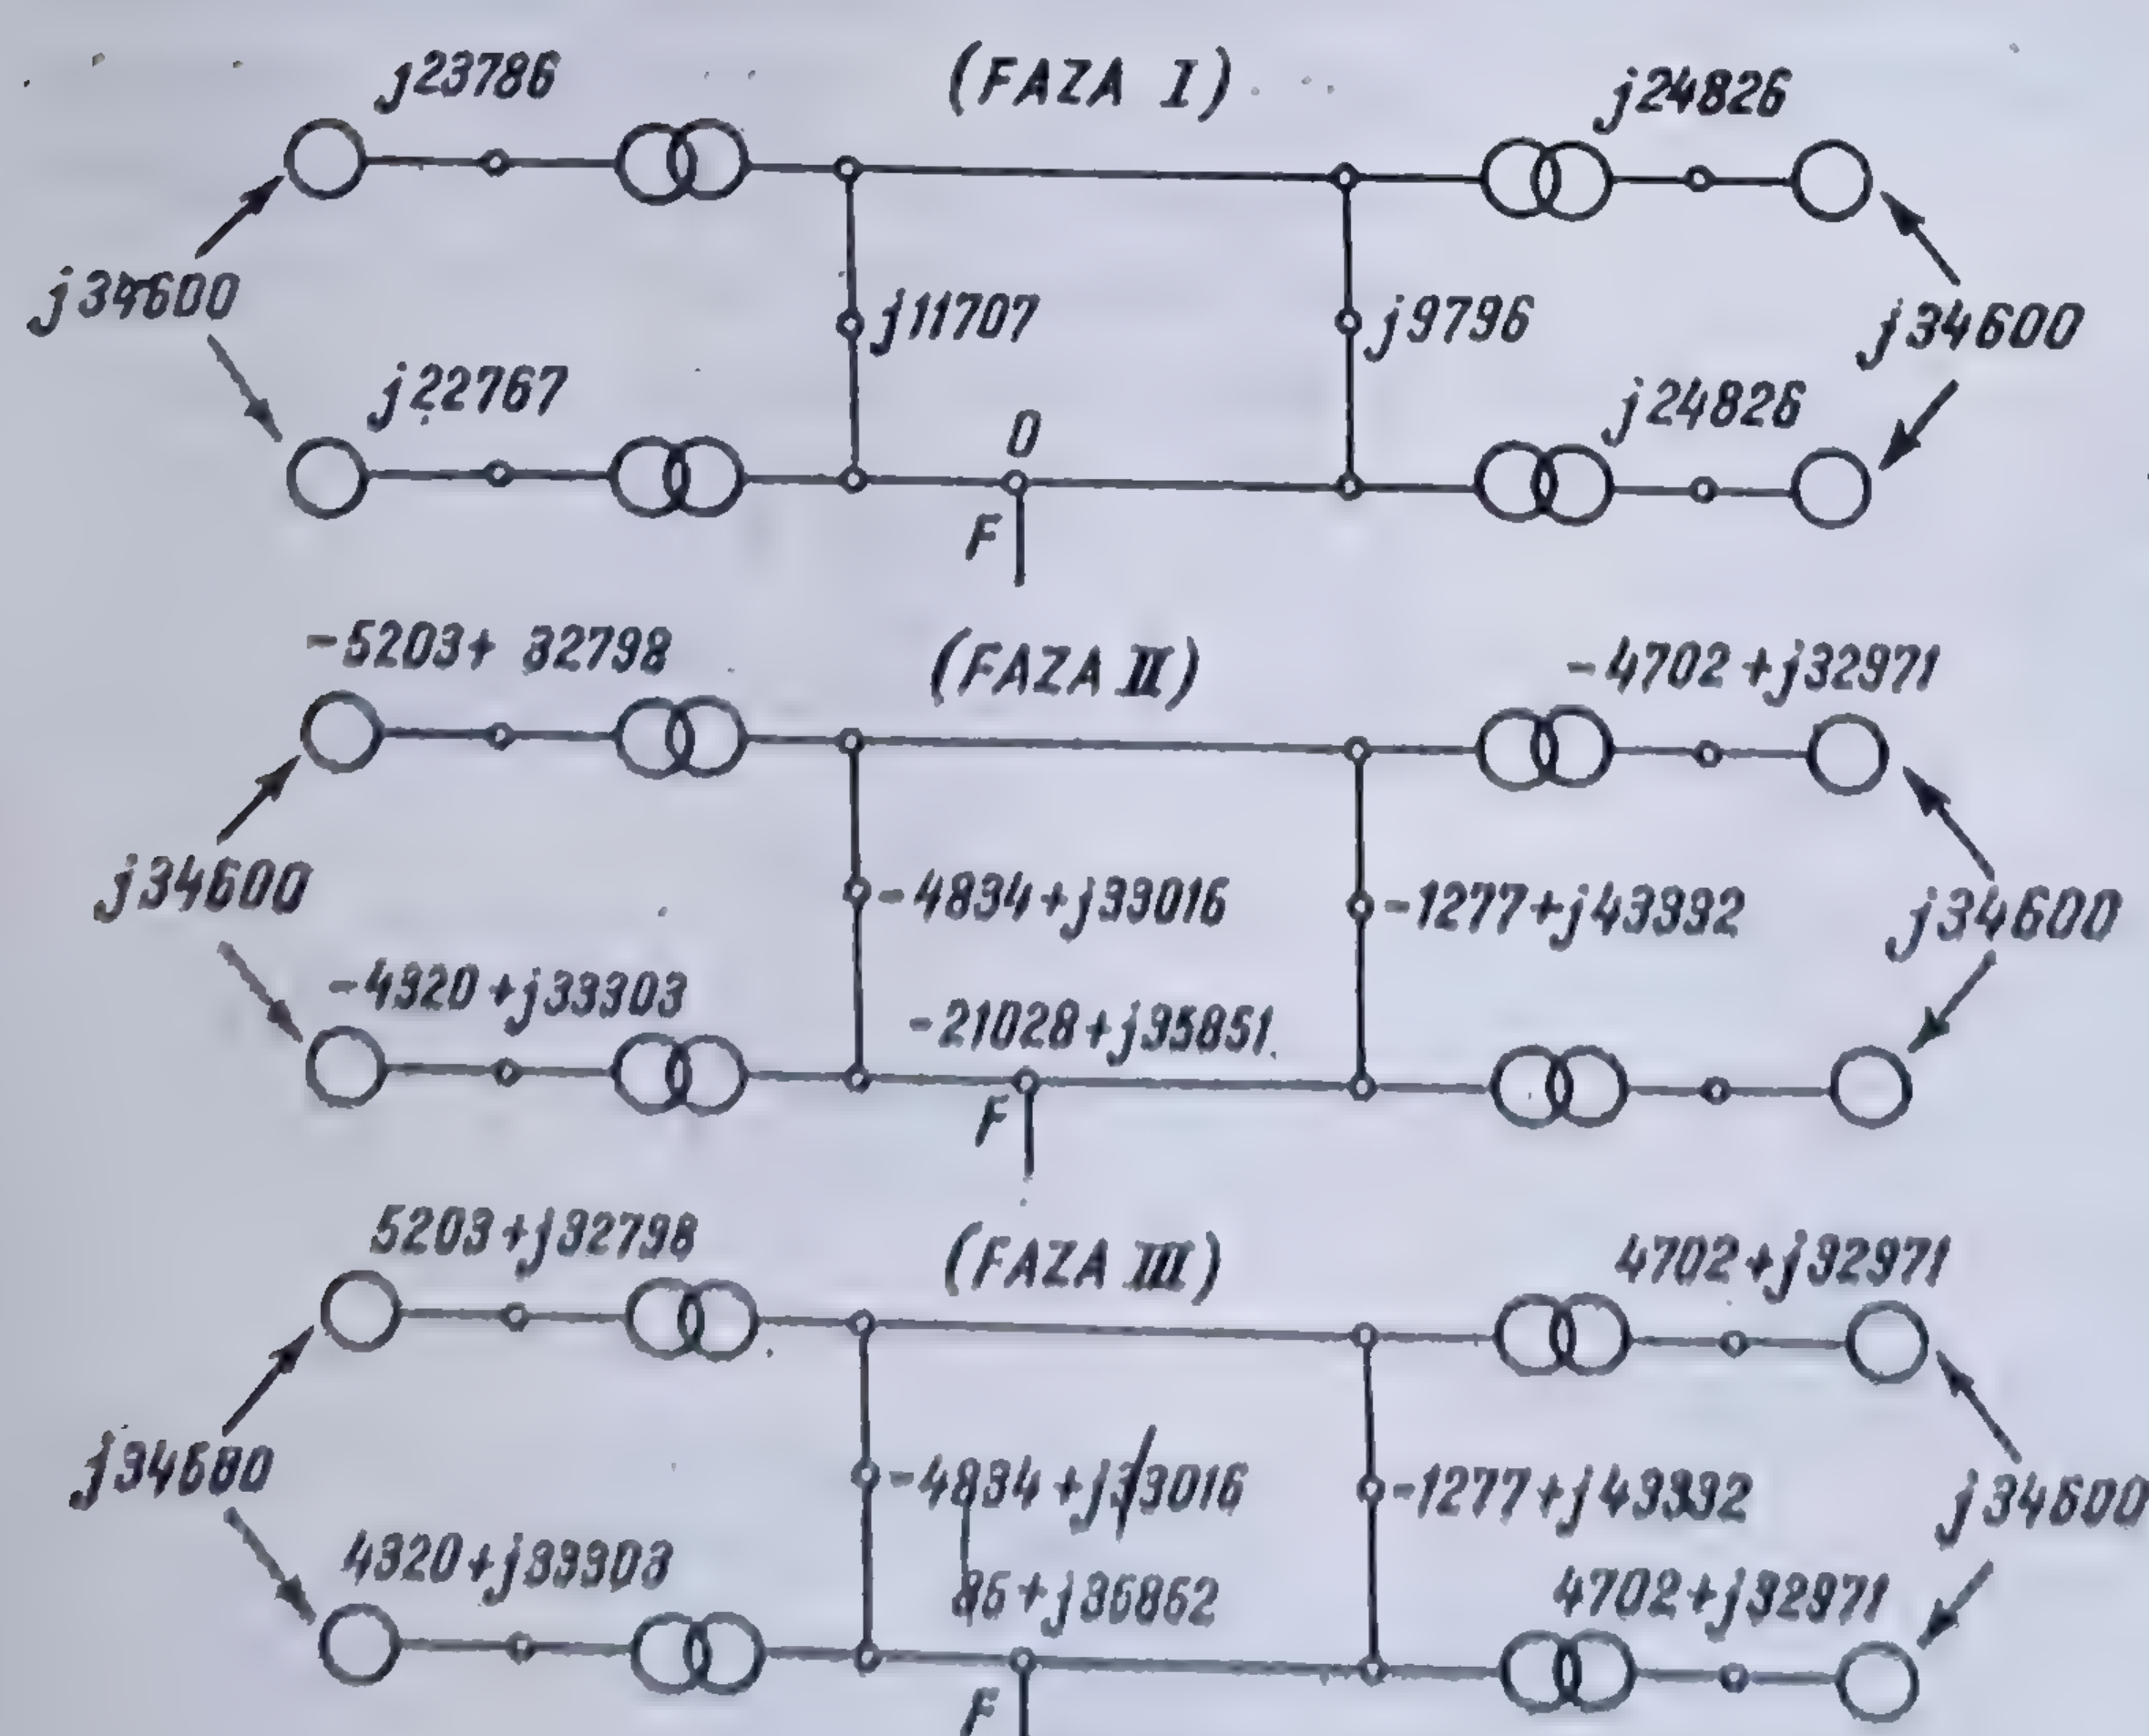 j23786
(FAZA I)
j24826
j34600
j11707
j9796
j34600
j22767
0
j24826
F
-5203+ 32798
(FAZA II)
-4702+j32971
j34600
-4834+j33016
-1277+j43332
j34600
-4320+j33303
-21028+j35851
F
5203+j32798
(FAZA III)
4702+j32971
j34600
-4834+j33016
-1277+j43332
j34600
4320+j33303
86+j36862
4702+j32971
F